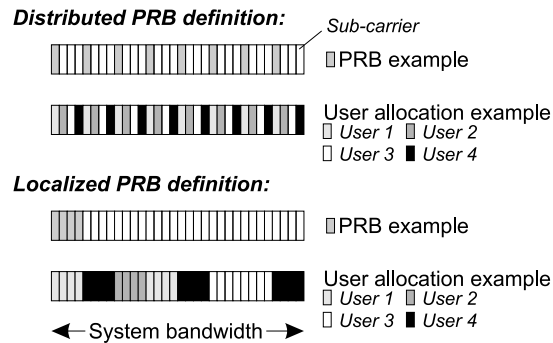 Distributed PRB definition:
Sub-carrier
PRB example
User allocation example
User 1 User 2
User 3 User 4
Localized PRB definition:
PRB example
User allocation example
User 1 User 2
User 3 User 4
System bandwidth